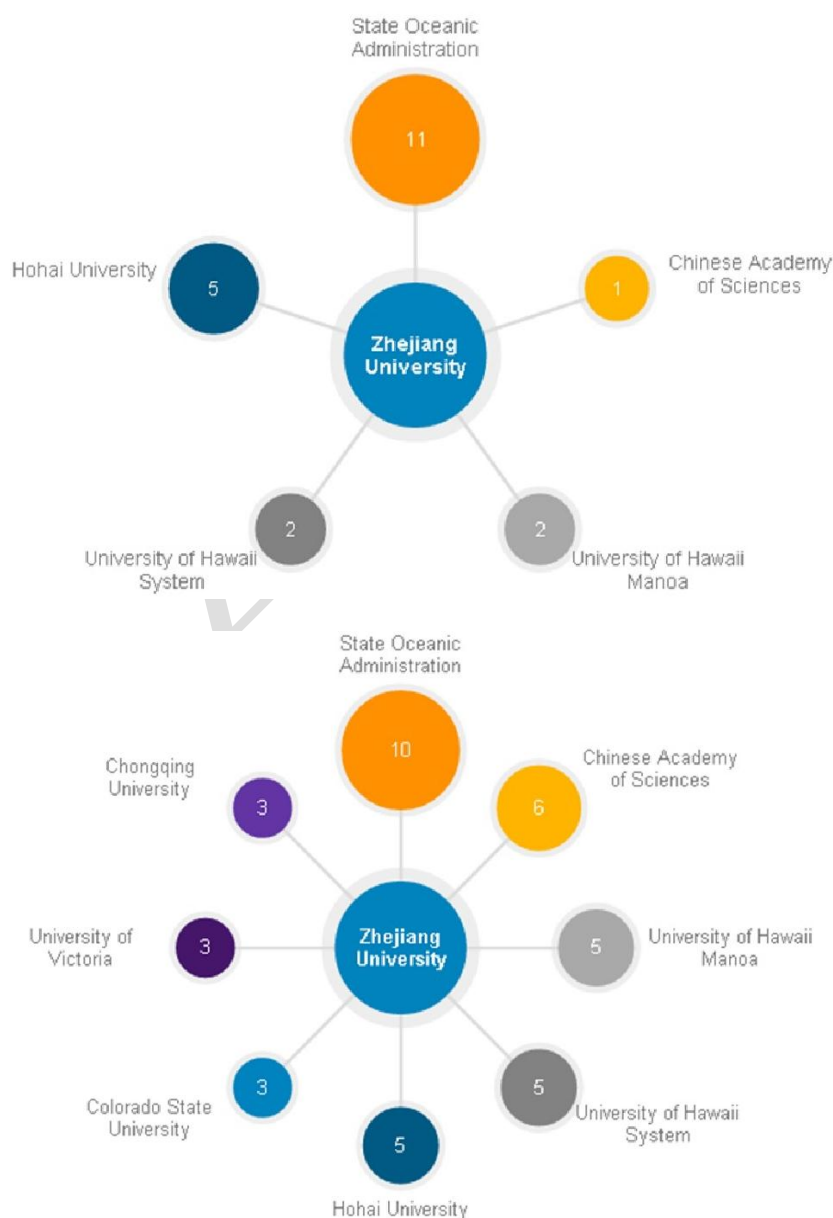 State Oceanic
Administration
11
Hohai University
5
1
Chinese Academy
of Sciences
Zhejiang
University
2
University of Hawaii
System
2
University of Hawaii
Manoa
State Oceanic
Administration
10
Chongqing
University
3
6
Chinese Academy
of Sciences
University of
Victoria
3
Zhejiang
University
5
University of Hawaii
Manoa
Colorado State
University
3
5
University of Hawaii
System
5
Hohai University